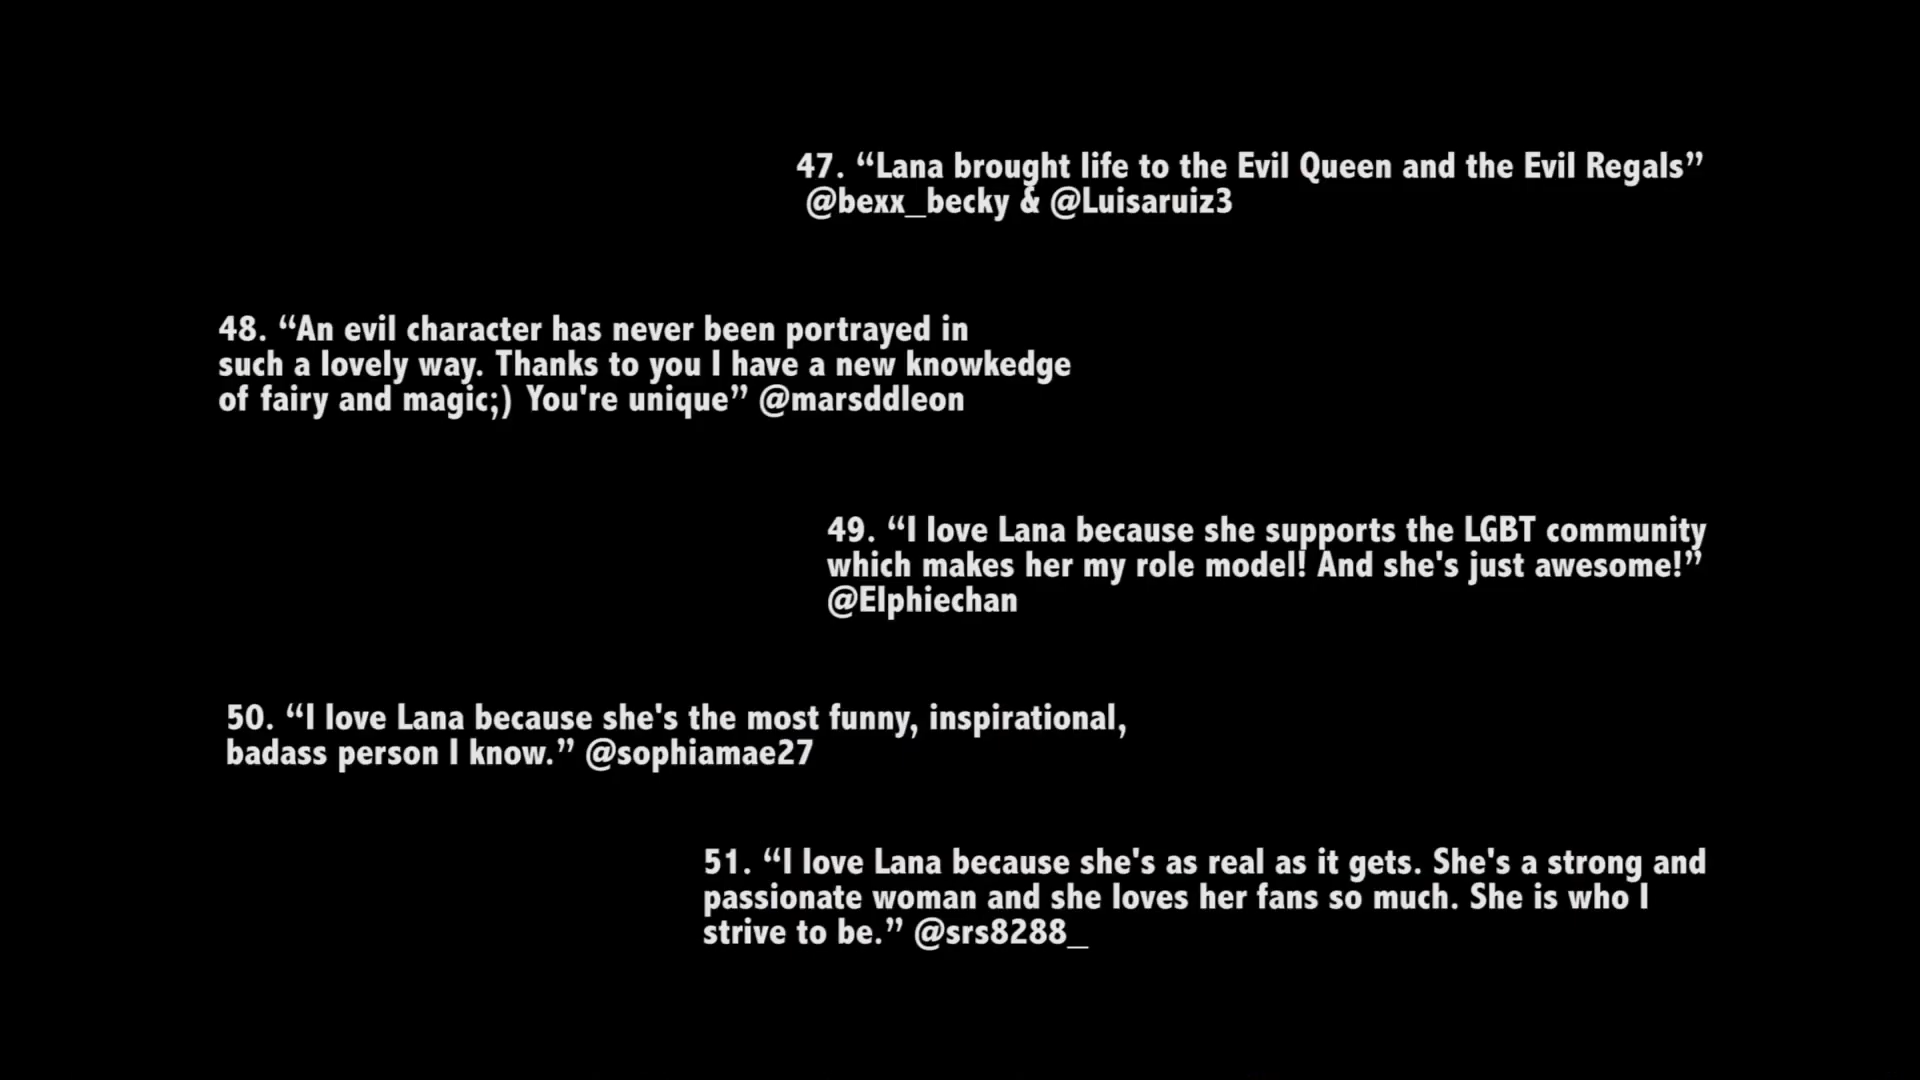 47. “Lana brought life to the Evil Queen and the Evil Regals”
@bexx_becky & @Luisaruiz3
48. “An evil character has never been portrayed in
such a lovely way. Thanks to you I have a new knowkedge
of fairy and magic;) You're unique” @marsddleon
49. “I love Lana because she supports the LGBT community
which makes her my role model! And she's just awesome!”
@Elphiechan
50. “I love Lana because she's the most funny, inspirational,
badass person I know.” @sophiamae27
51. “I love Lana because she's as real as it gets. She's a strong and
passionate woman and she loves her fans so much. She is who I
strive to be.” @srs8288_